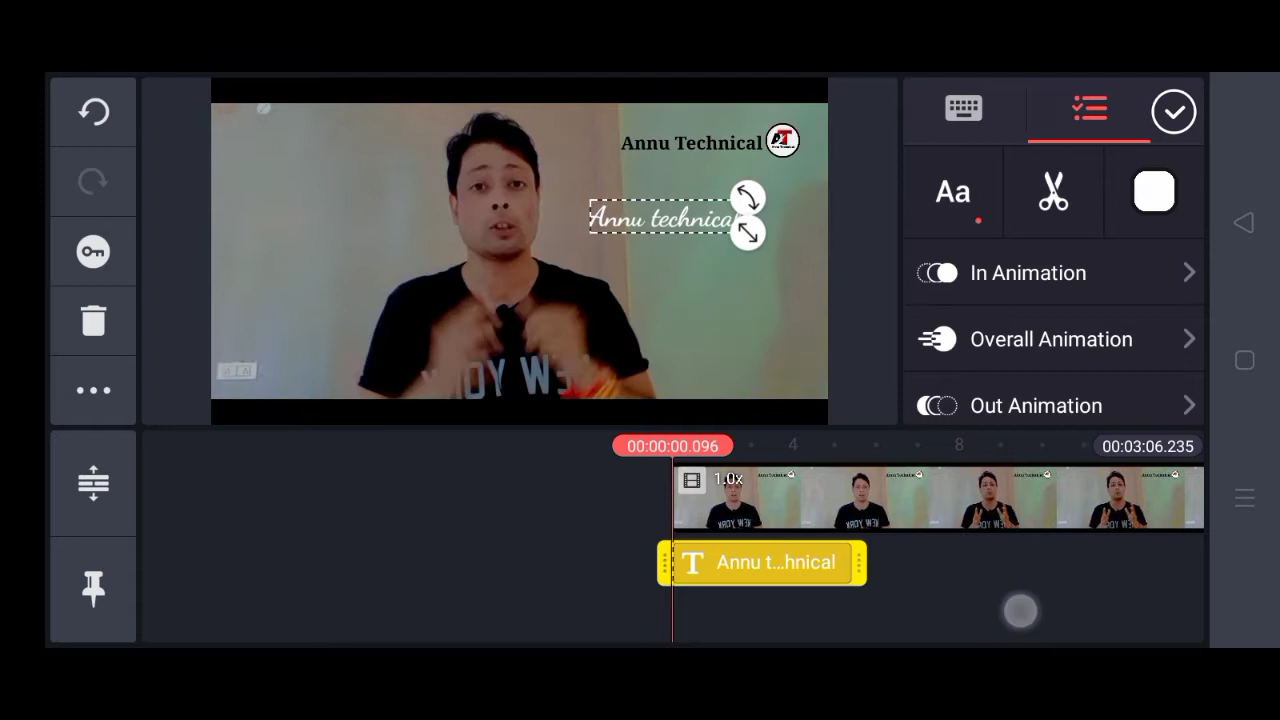 Annu Technical
Annu technical
Aa
In Animation
Overall Animation
Out Animation
00:00:00.096
4
8
00:03:06.235
1.0x
Annu t...hnical